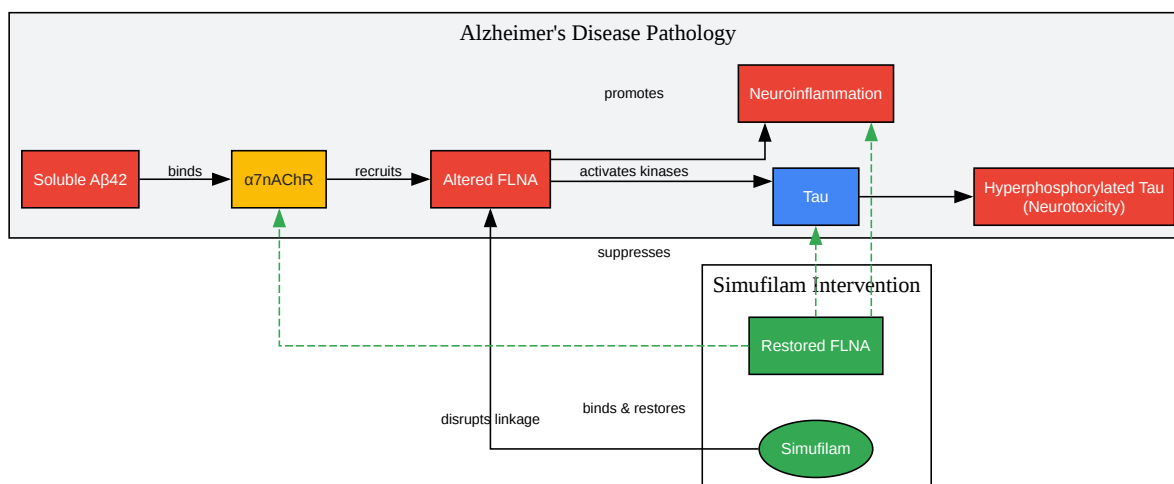 Alzheimer's Disease Pathology
promotes
Neuroinflammation
Soluble Aβ42
binds
α7nAChR
recruits
Altered FLNA
activates kinases
Tau
Hyperphosphorylated Tau
(Neurotoxicity)
suppresses
Simufilam Intervention
Restored FLNA
binds & restores
disrupts linkage
Simufilam